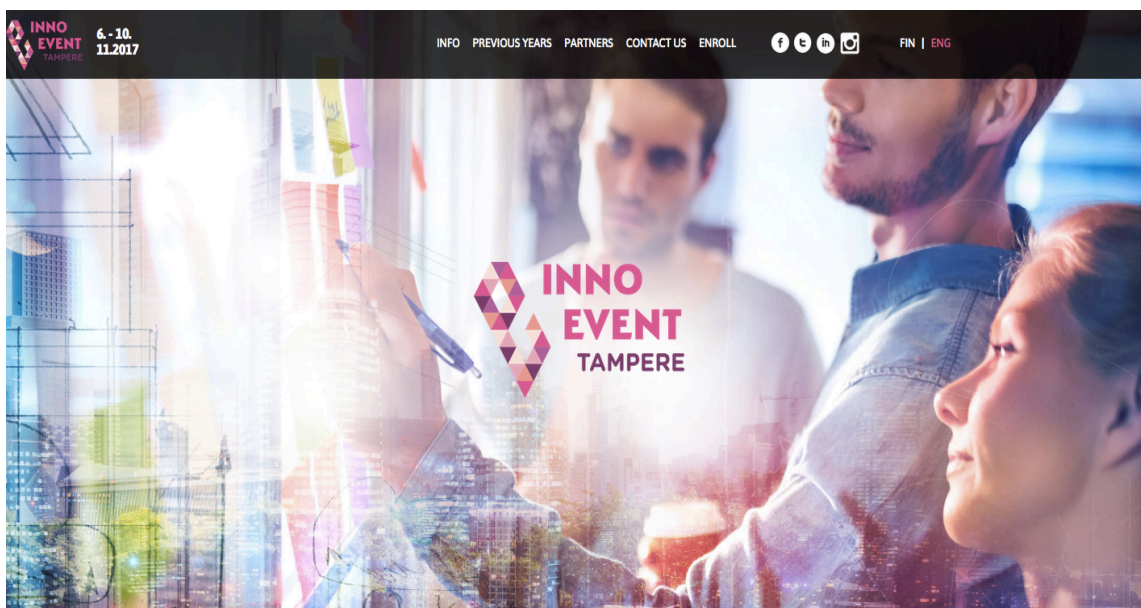 INNO
EVENT
TAMPERE
6. - 10.
11.2017
INFO PREVIOUS YEARS PARTNERS CONTACT US ENROLL
FIN | ENG
INNO
EVENT
TAMPERE